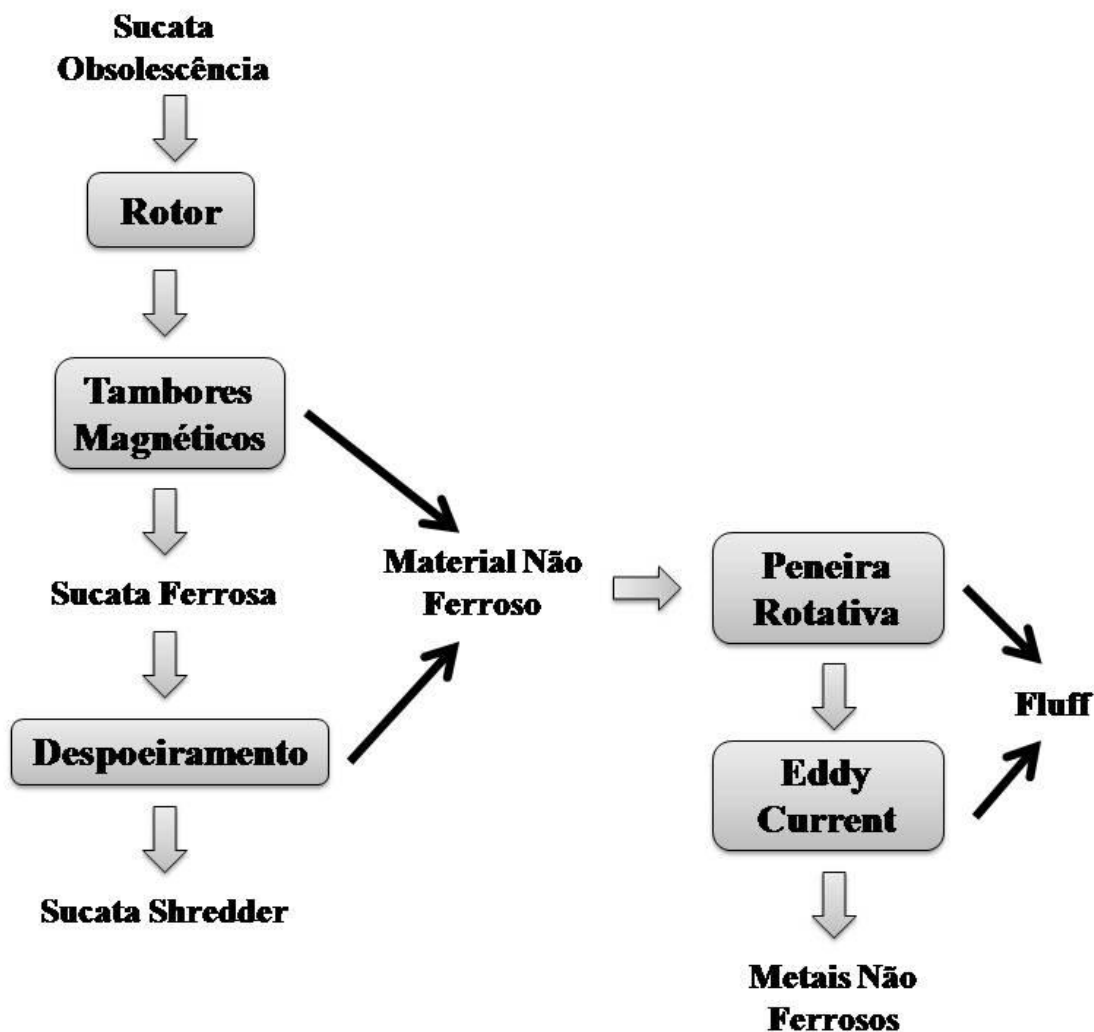 Sucata
Obsolescência
Rotor
Tambores
Magnéticos
Sucata Ferrosa
Despoeiramento
Sucata Shredder
Material Não
Ferroso
Peneira
Rotativa
Fluff
Eddy
Current
Metais Não
Ferrosos